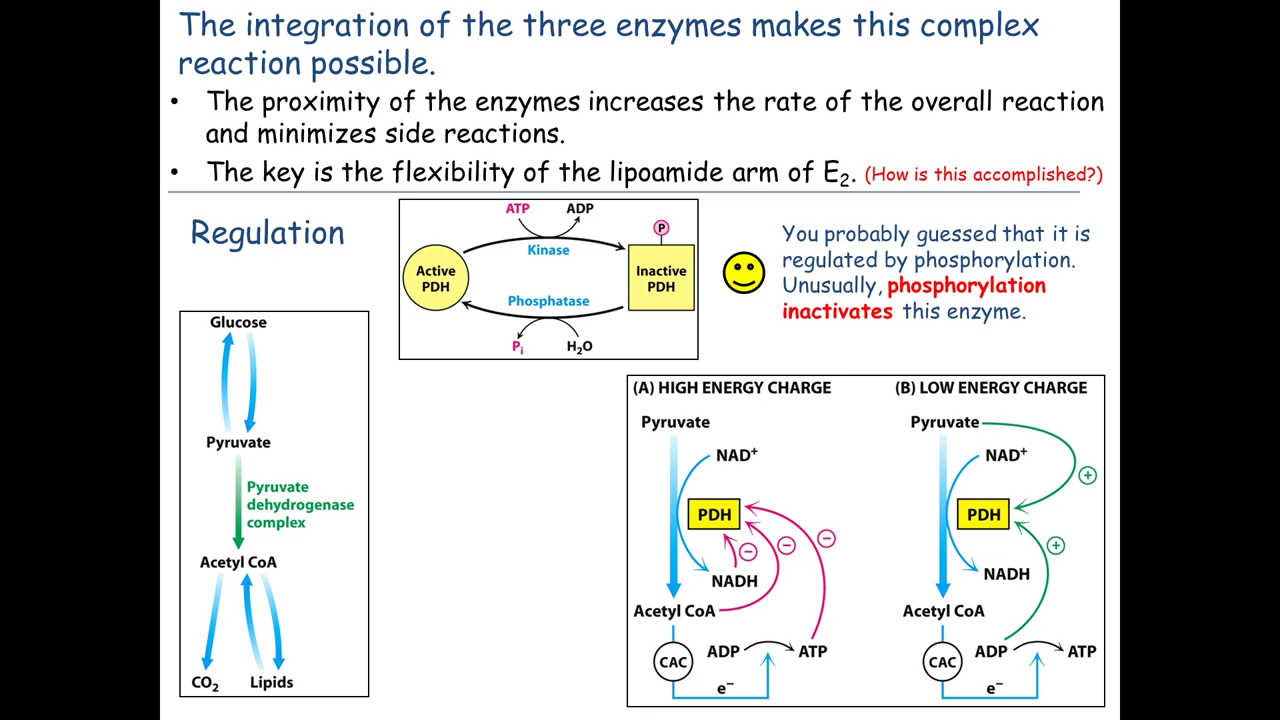 The integration of the three enzymes makes this complex
reaction possible.
• The proximity of the enzymes increases the rate of the overall reaction
and minimizes side reactions.
• The key is the flexibility of the lipoamide arm of E₂. (How is this accomplished?)
Regulation
ATP ADP
Kinase
P
Active
PDH
Inactive
PDH
Phosphatase
Pᵢ H₂O
You probably guessed that it is
regulated by phosphorylation.
Unusually, phosphorylation
inactivates this enzyme.
Glucose
Pyruvate
Pyruvate
dehydrogenase
complex
Acetyl CoA
CO₂ Lipids
(A) HIGH ENERGY CHARGE
Pyruvate
NAD⁺
PDH
− − −
NADH
Acetyl CoA
CAC
ADP ATP
e⁻
(B) LOW ENERGY CHARGE
Pyruvate
NAD⁺
+
PDH
+
NADH
Acetyl CoA
CAC
ADP ATP
e⁻